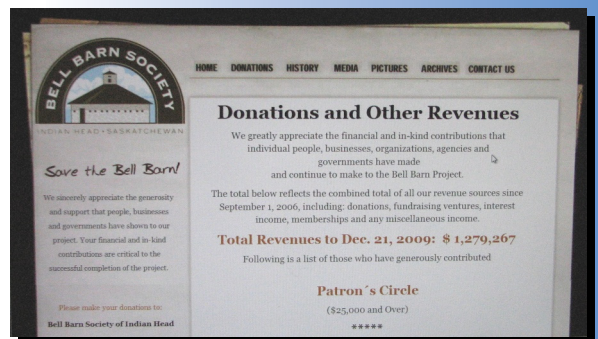 BELL BARN SOCIETY
INDIAN HEAD • SASKATCHEWAN
HOME DONATIONS HISTORY MEDIA PICTURES ARCHIVES CONTACT US
Save the Bell Barn!
We sincerely appreciate the generosity
and support that people, businesses
and governments have shown to our
project. Your financial and in-kind
contributions are critical to the
successful completion of the project.
Please make your donations to:
Bell Barn Society of Indian Head
Donations and Other Revenues
We greatly appreciate the financial and in-kind contributions that
individual people, businesses, organizations, agencies and
governments have made
and continue to make to the Bell Barn Project.
The total below reflects the combined total of all our revenue sources since
September 1, 2006, including: donations, fundraising ventures, interest
income, memberships and any miscellaneous income.
Total Revenues to Dec. 21, 2009: $ 1,279,267
Following is a list of those who have generously contributed
Patron´s Circle
($25,000 and Over)
*****